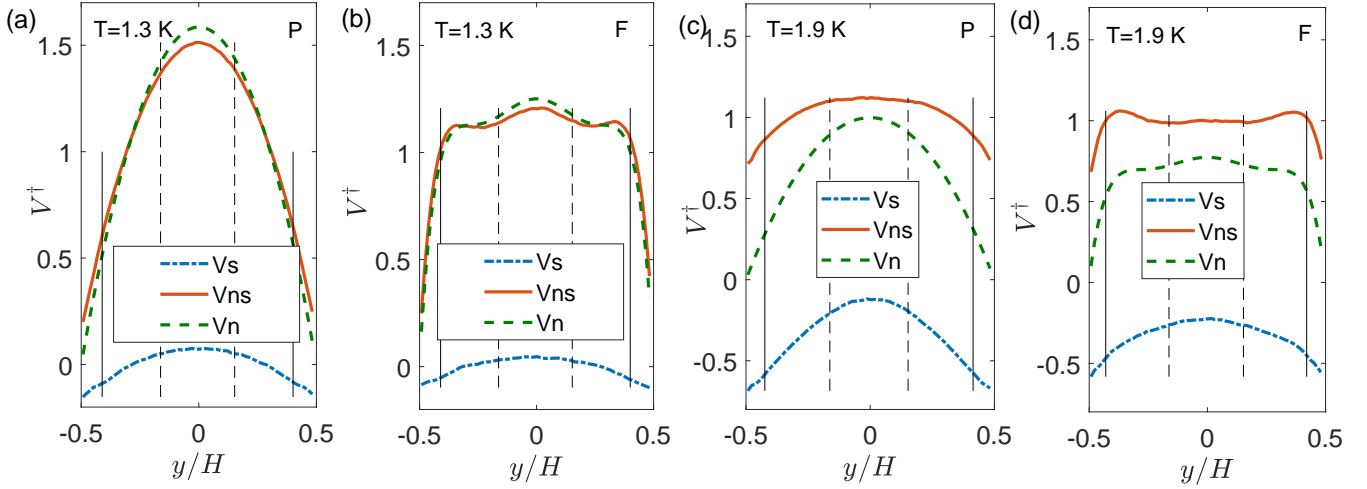 (a)
T=1.3 K
P
1.5
1
0.5
0
V†
Vs
Vns
Vn
-0.5
0
0.5
y/H
(b)
T=1.3 K
F
1.5
1
0.5
0
V†
Vs
Vns
Vn
-0.5
0
0.5
y/H
(c)
T=1.9 K
P
1.5
1
0.5
0
-0.5
V†
Vs
Vns
Vn
-0.5
0
0.5
y/H
(d)
T=1.9 K
F
1.5
1
0.5
0
-0.5
V†
Vs
Vns
Vn
-0.5
0
0.5
y/H